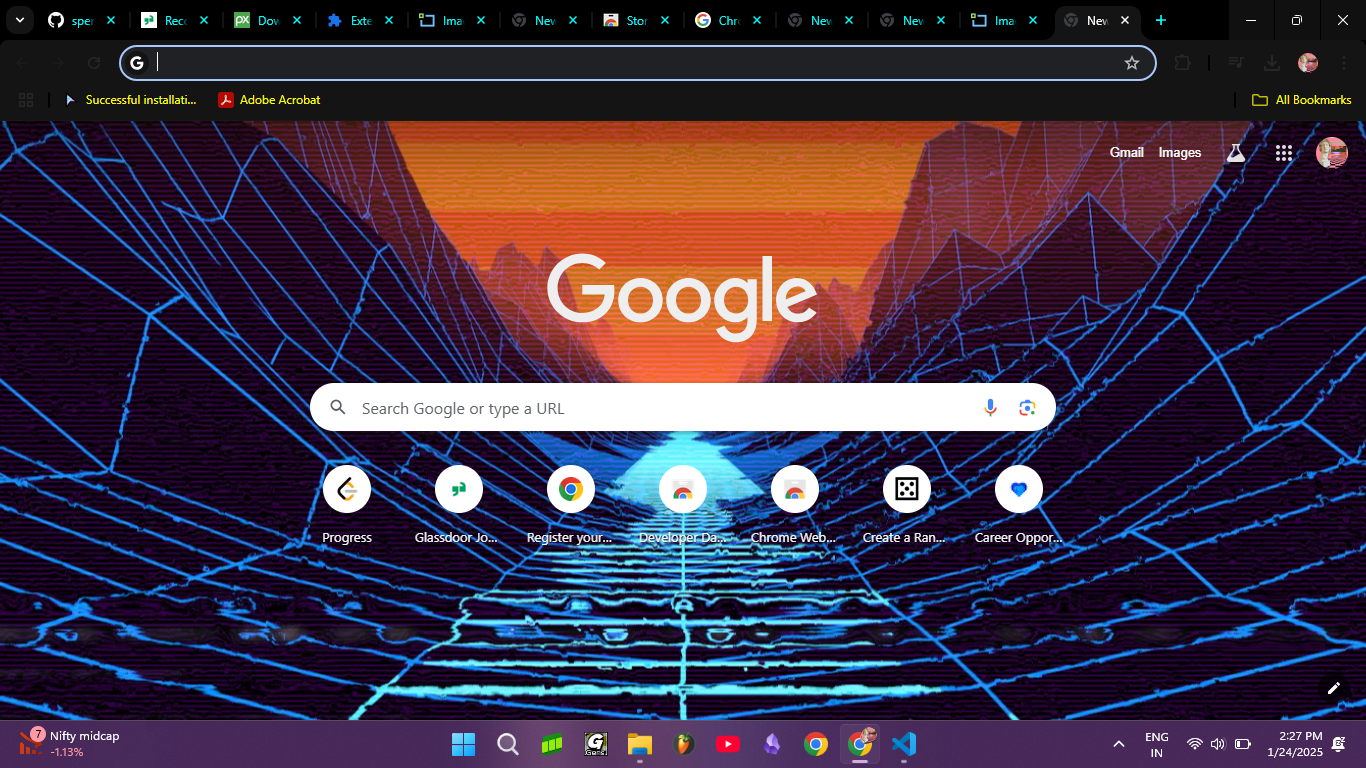 sper
Reco
Dow
Exte
Ima
New
Stor
Chro
New
New
Ima
New
Successful installati...
Adobe Acrobat
All Bookmarks
Gmail
Images
Google
Search Google or type a URL
Progress
Glassdoor Jo...
Register your...
Developer Da...
Chrome Web...
Create a Ran...
Career Oppor...
7
Nifty midcap
-1.13%
ENG
IN
2:27 PM
1/24/2025